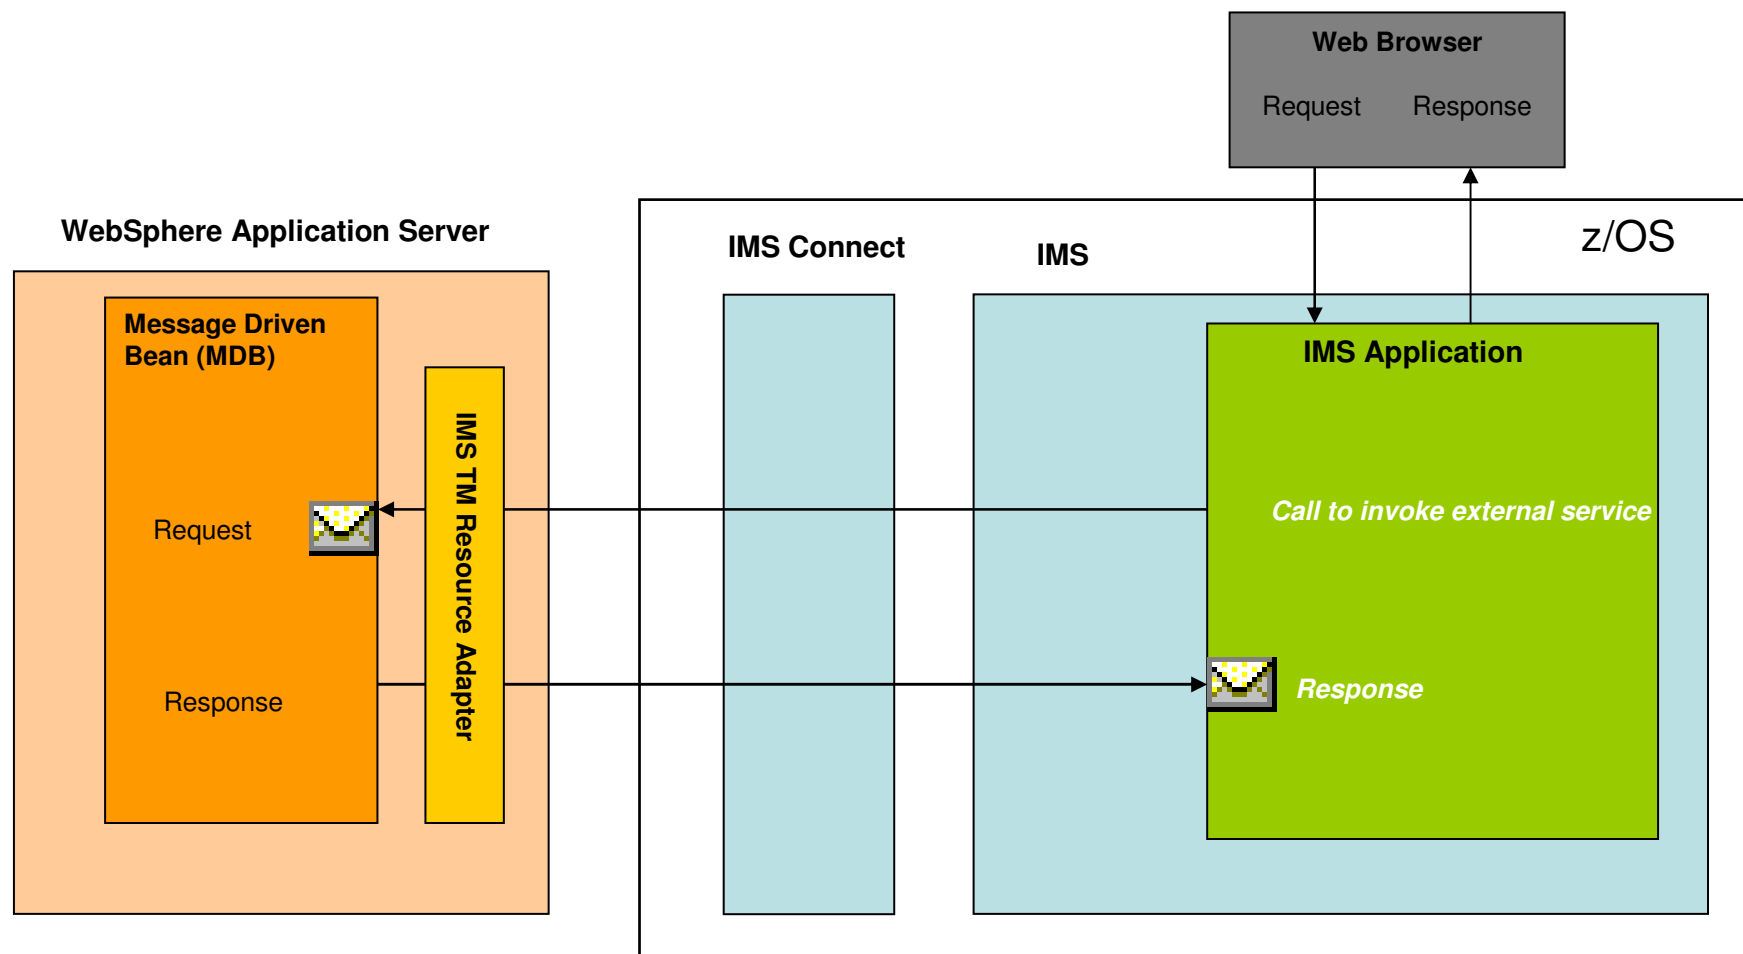 Web Browser
Request Response
WebSphere Application Server
IMS Connect
IMS
z/OS
Message Driven
Bean (MDB)
Request
Response
IMS TM Resource Adapter
IMS Application
Call to invoke external service
Response